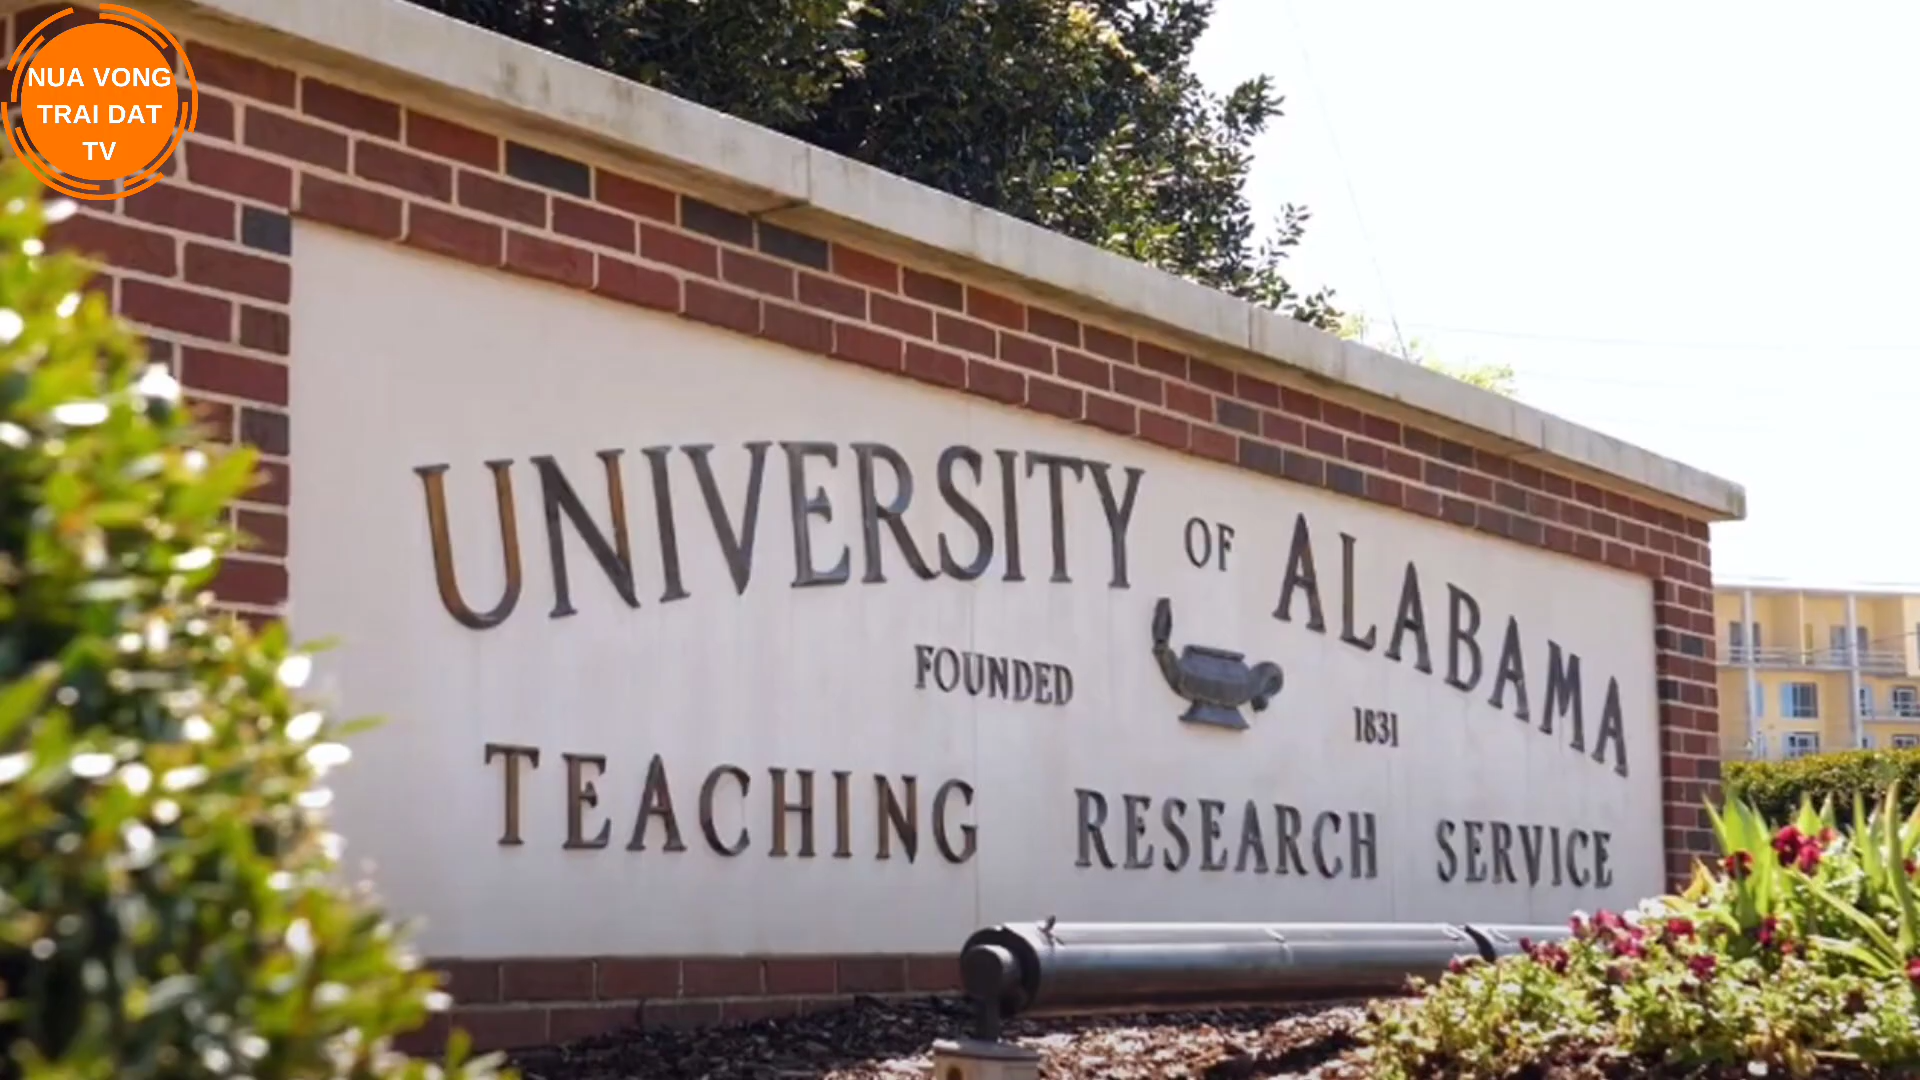 NUA VONG
TRAI DAT
TV
UNIVERSITY OF ALABAMA
FOUNDED 1831
TEACHING RESEARCH SERVICE